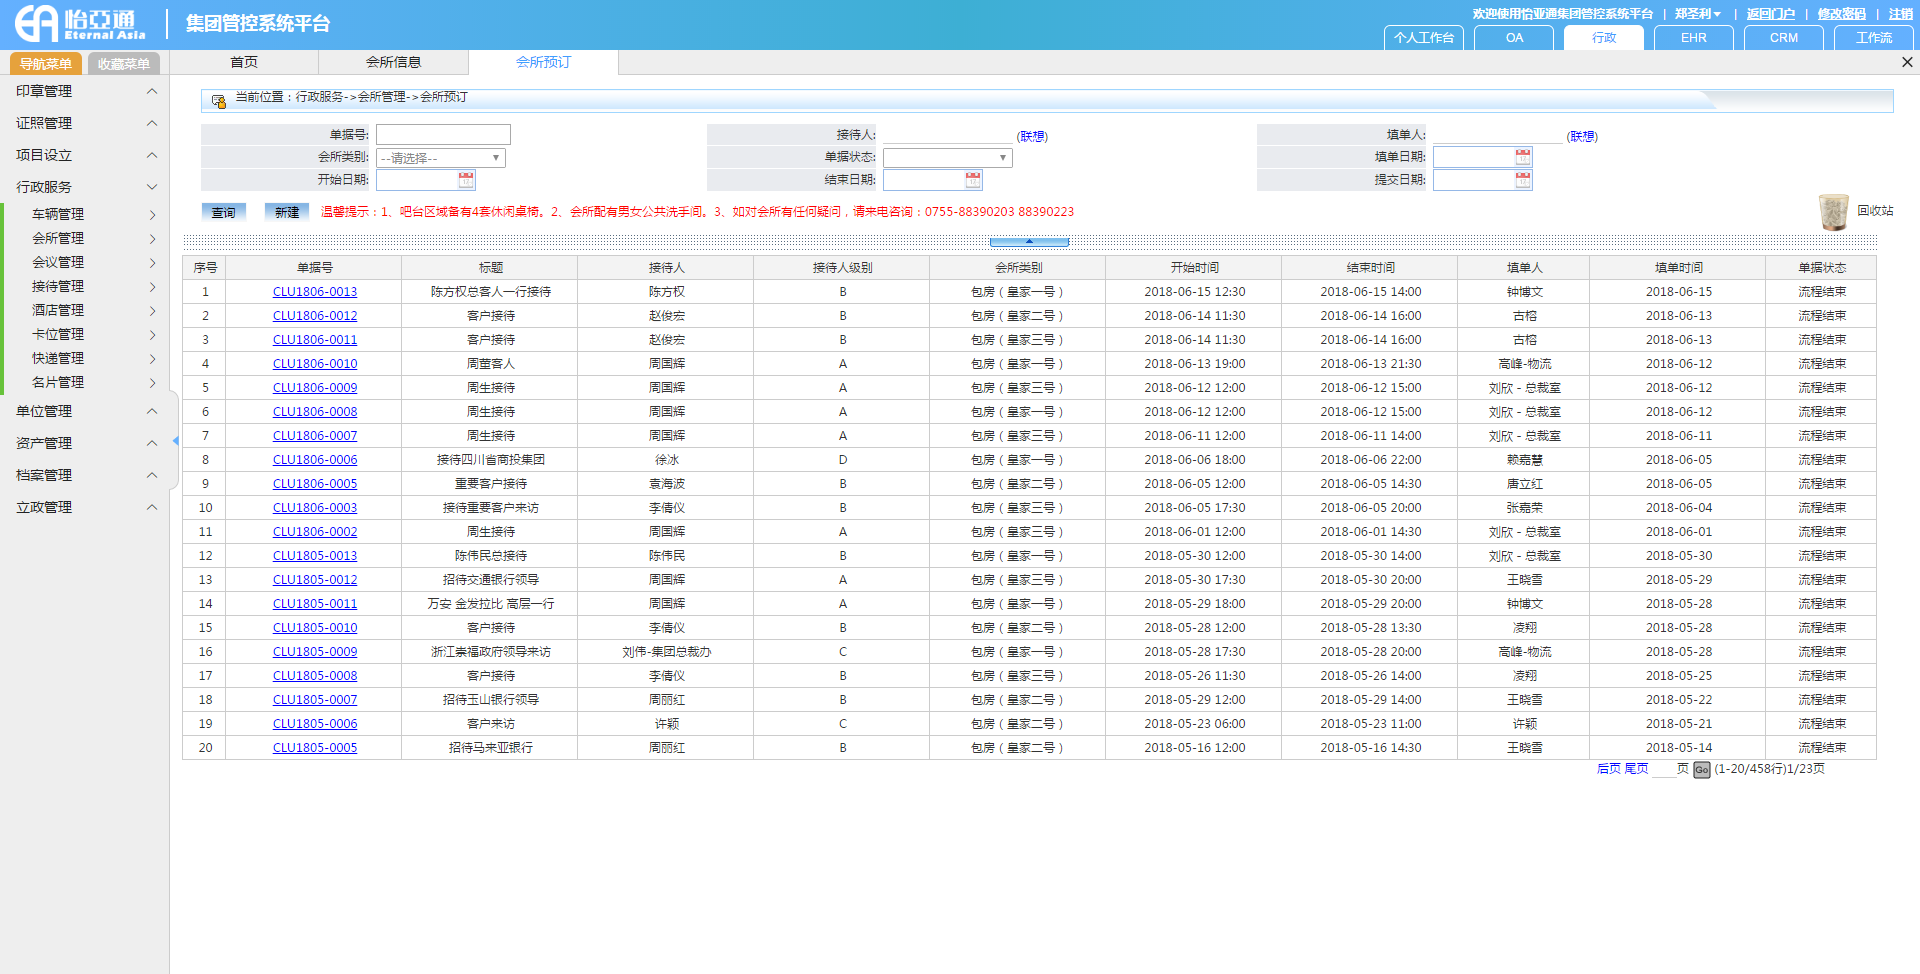 怡亞通
Eternal Asia
集团管控系统平台
欢迎使用怡亚通集团管控系统平台 | 郑圣利 | 返回门户 | 修改密码 | 注销
个人工作台 OA 行政 EHR CRM 工作流
导航菜单 收藏菜单
首页 会所信息 会所预订
印章管理
证照管理
项目设立
行政服务
车辆管理
会所管理
会议管理
接待管理
酒店管理
卡位管理
快递管理
名片管理
单位管理
资产管理
档案管理
立政管理
当前位置：行政服务->会所管理->会所预订
单据号: 接待人: (联想) 填单人: (联想)
会所类别: --请选择-- 单据状态: 填单日期:
开始日期: 结束日期: 提交日期:
查询 新建 温馨提示：1、吧台区域备有4套休闲桌椅。2、会所配有男女公共洗手间。3、如对会所有任何疑问，请来电咨询：0755-88390203 88390223
回收站
序号 单据号 标题 接待人 接待人级别 会所类别 开始时间 结束时间 填单人 填单时间 单据状态
1 CLU1806-0013 陈方权总客人一行接待 陈方权 B 包房（皇家一号） 2018-06-15 12:30 2018-06-15 14:00 钟博文 2018-06-15 流程结束
2 CLU1806-0012 客户接待 赵俊宏 B 包房（皇家二号） 2018-06-14 11:30 2018-06-14 16:00 古榕 2018-06-13 流程结束
3 CLU1806-0011 客户接待 赵俊宏 B 包房（皇家三号） 2018-06-14 11:30 2018-06-14 16:00 古榕 2018-06-13 流程结束
4 CLU1806-0010 周董客人 周国辉 A 包房（皇家一号） 2018-06-13 19:00 2018-06-13 21:30 高峰-物流 2018-06-12 流程结束
5 CLU1806-0009 周生接待 周国辉 A 包房（皇家三号） 2018-06-12 12:00 2018-06-12 15:00 刘欣－总裁室 2018-06-12 流程结束
6 CLU1806-0008 周生接待 周国辉 A 包房（皇家一号） 2018-06-12 12:00 2018-06-12 15:00 刘欣－总裁室 2018-06-12 流程结束
7 CLU1806-0007 周生接待 周国辉 A 包房（皇家三号） 2018-06-11 12:00 2018-06-11 14:00 刘欣－总裁室 2018-06-11 流程结束
8 CLU1806-0006 接待四川省商投集团 徐冰 D 包房（皇家一号） 2018-06-06 18:00 2018-06-06 22:00 赖嘉慧 2018-06-05 流程结束
9 CLU1806-0005 重要客户接待 袁海波 B 包房（皇家二号） 2018-06-05 12:00 2018-06-05 14:30 唐立红 2018-06-05 流程结束
10 CLU1806-0003 接待重要客户来访 李倩仪 B 包房（皇家三号） 2018-06-05 17:30 2018-06-05 20:00 张嘉荣 2018-06-04 流程结束
11 CLU1806-0002 周生接待 周国辉 A 包房（皇家三号） 2018-06-01 12:00 2018-06-01 14:30 刘欣－总裁室 2018-06-01 流程结束
12 CLU1805-0013 陈伟民总接待 陈伟民 B 包房（皇家一号） 2018-05-30 12:00 2018-05-30 14:00 刘欣－总裁室 2018-05-30 流程结束
13 CLU1805-0012 招待交通银行领导 周国辉 A 包房（皇家三号） 2018-05-30 17:30 2018-05-30 20:00 王晓雪 2018-05-29 流程结束
14 CLU1805-0011 万安 金发拉比 高层一行 周国辉 A 包房（皇家一号） 2018-05-29 18:00 2018-05-29 20:00 钟博文 2018-05-28 流程结束
15 CLU1805-0010 客户接待 李倩仪 B 包房（皇家二号） 2018-05-28 12:00 2018-05-28 13:30 凌翔 2018-05-28 流程结束
16 CLU1805-0009 浙江崇福政府领导来访 刘伟-集团总裁办 C 包房（皇家一号） 2018-05-28 17:30 2018-05-28 20:00 高峰-物流 2018-05-28 流程结束
17 CLU1805-0008 客户接待 李倩仪 B 包房（皇家三号） 2018-05-26 11:30 2018-05-26 14:00 凌翔 2018-05-25 流程结束
18 CLU1805-0007 招待玉山银行领导 周丽红 B 包房（皇家二号） 2018-05-29 12:00 2018-05-29 14:00 王晓雪 2018-05-22 流程结束
19 CLU1805-0006 客户来访 许颖 C 包房（皇家二号） 2018-05-23 06:00 2018-05-23 11:00 许颖 2018-05-21 流程结束
20 CLU1805-0005 招待马来亚银行 周丽红 B 包房（皇家二号） 2018-05-16 12:00 2018-05-16 14:30 王晓雪 2018-05-14 流程结束
后页 尾页 页 Go (1-20/458行)1/23页